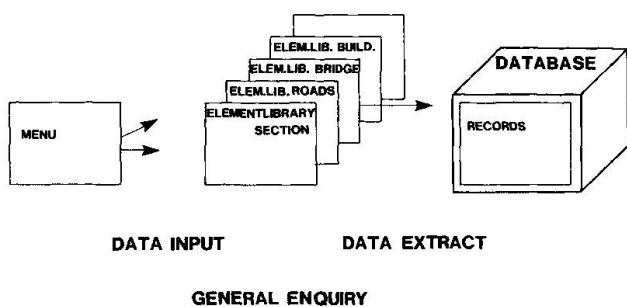 ELEM.LIB. BUILD.
ELEM.LIB. BRIDGE
ELEM.LIB. ROADS
ELEMENTLIBRARY
SECTION
MENU
DATABASE
RECORDS
DATA INPUT
DATA EXTRACT
GENERAL ENQUIRY